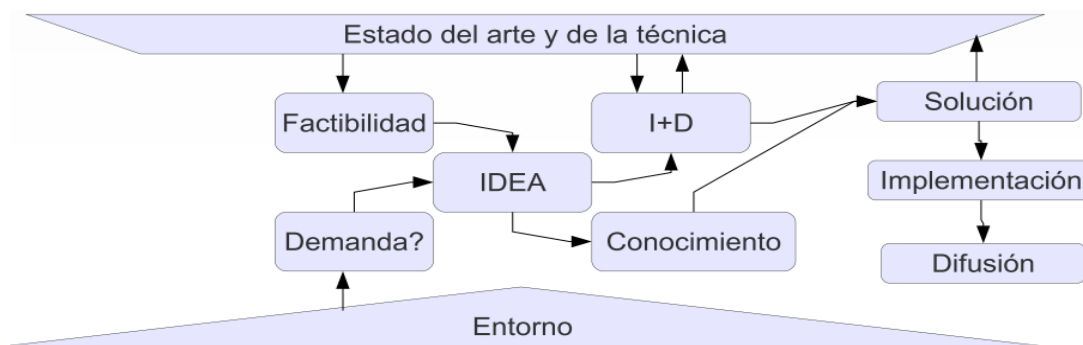 Estado del arte y de la técnica
Factibilidad
I+D
Solución
IDEA
Implementación
Demanda?
Conocimiento
Difusión
Entorno